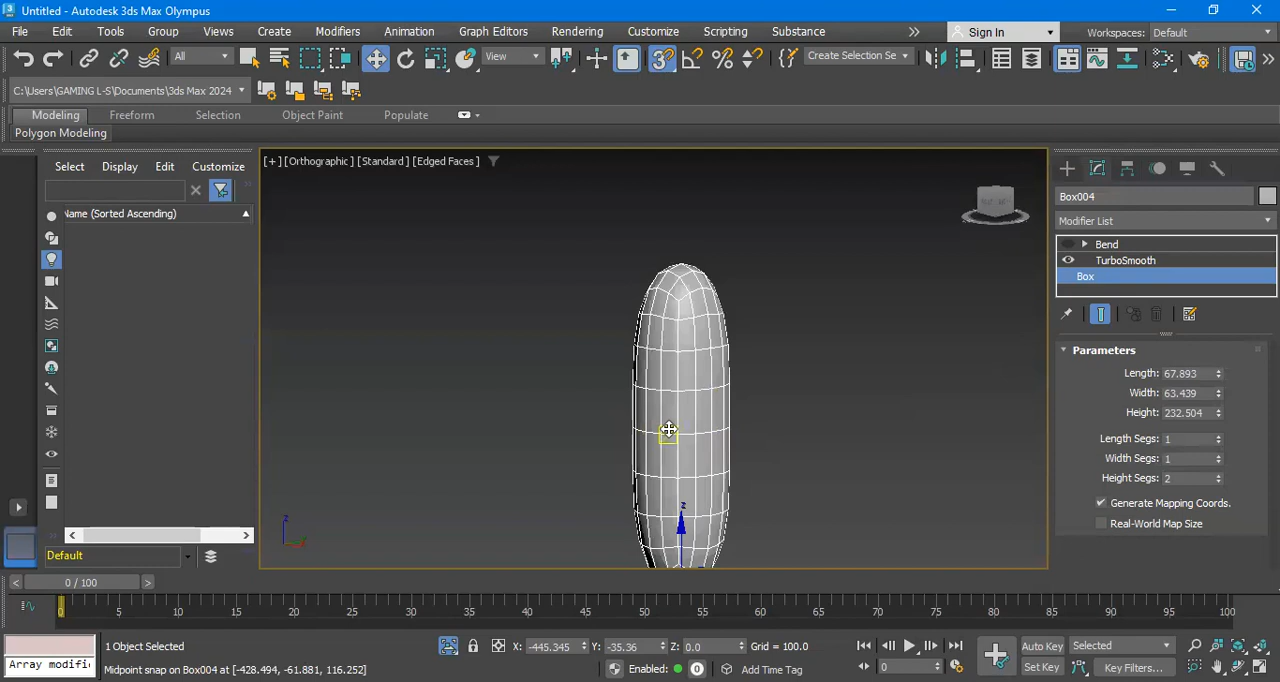 Untitled - Autodesk 3ds Max Olympus
File Edit Tools Group Views Create Modifiers Animation Graph Editors Rendering Customize Scripting Substance Sign In Workspaces: Default
All View Create Selection Se
C:\Users\GAMING L-S\Documents\3ds Max 2024
Modeling Freeform Selection Object Paint Populate
Polygon Modeling
Select Display Edit Customize
[+] [Orthographic] [Standard] [Edged Faces]
Name (Sorted Ascending)
Box004
Modifier List
Bend
TurboSmooth
Box
Parameters
Length: 67.893
Width: 63.439
Height: 232.504
Length Segs: 1
Width Segs: 1
Height Segs: 2
Generate Mapping Coords.
Real-World Map Size
z
z
Default
0 / 100
0 5 10 15 20 25 30 35 40 45 50 55 60 65 70 75 80 85 90 95 100
1 Object Selected X: -445.345 Y: -35.36 Z: 0.0 Grid = 100.0 Auto Key Selected
Array modifi Midpoint snap on Box004 at [-428.494, -61.881, 116.252] Enabled: 0 Add Time Tag 0 Set Key Key Filters...